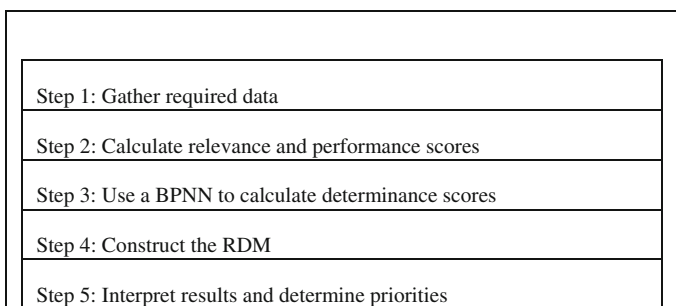 Step 1: Gather required data
Step 2: Calculate relevance and performance scores
Step 3: Use a BPNN to calculate determinance scores
Step 4: Construct the RDM
Step 5: Interpret results and determine priorities